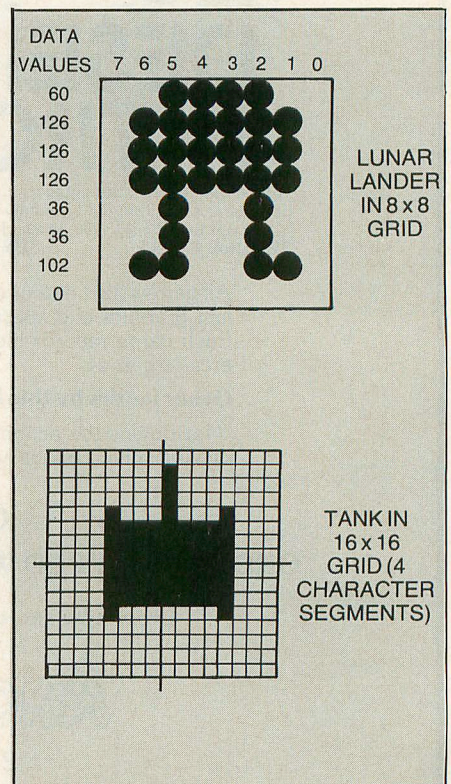 DATA
VALUES 7 6 5 4 3 2 1 0
60
126
126
126
36
36
102
0
LUNAR
LANDER
IN 8 x 8
GRID
TANK IN
16 x 16
GRID (4
CHARACTER
SEGMENTS)